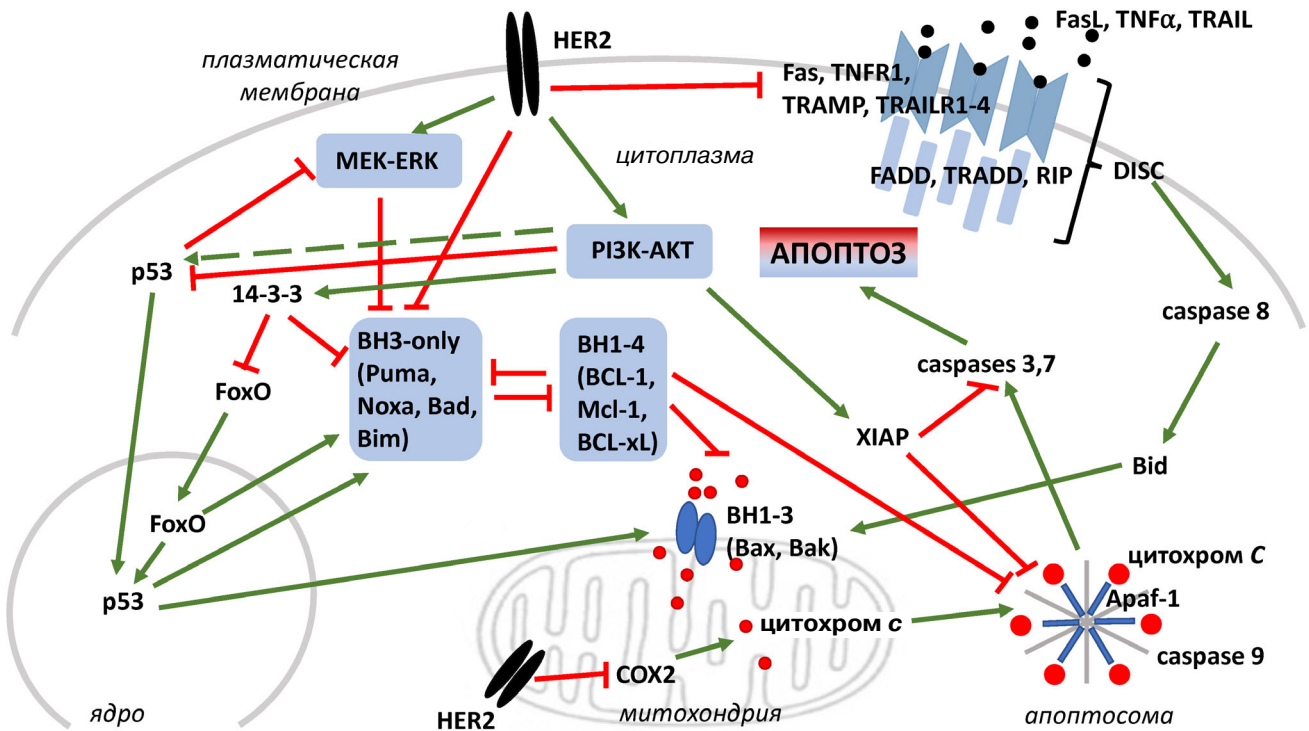 FasL, TNFα, TRAIL
HER2
плазматическая
мембрана
Fas, TNFR1,
TRAMP, TRAILR1-4
MEK-ERK
цитоплазма
FADD, TRADD, RIP
DISC
PI3K-AKT
АПОПТОЗ
p53
14-3-3
caspase 8
BH3-only
(Puma,
Noxa, Bad,
Bim)
BH1-4
(BCL-1,
Mcl-1,
BCL-xL)
caspases 3,7
FoxO
XIAP
Bid
FoxO
BH1-3
(Bax, Bak)
цитохром С
p53
Apaf-1
цитохром с
caspase 9
COX2
HER2
ядро
митохондрия
апоптосома